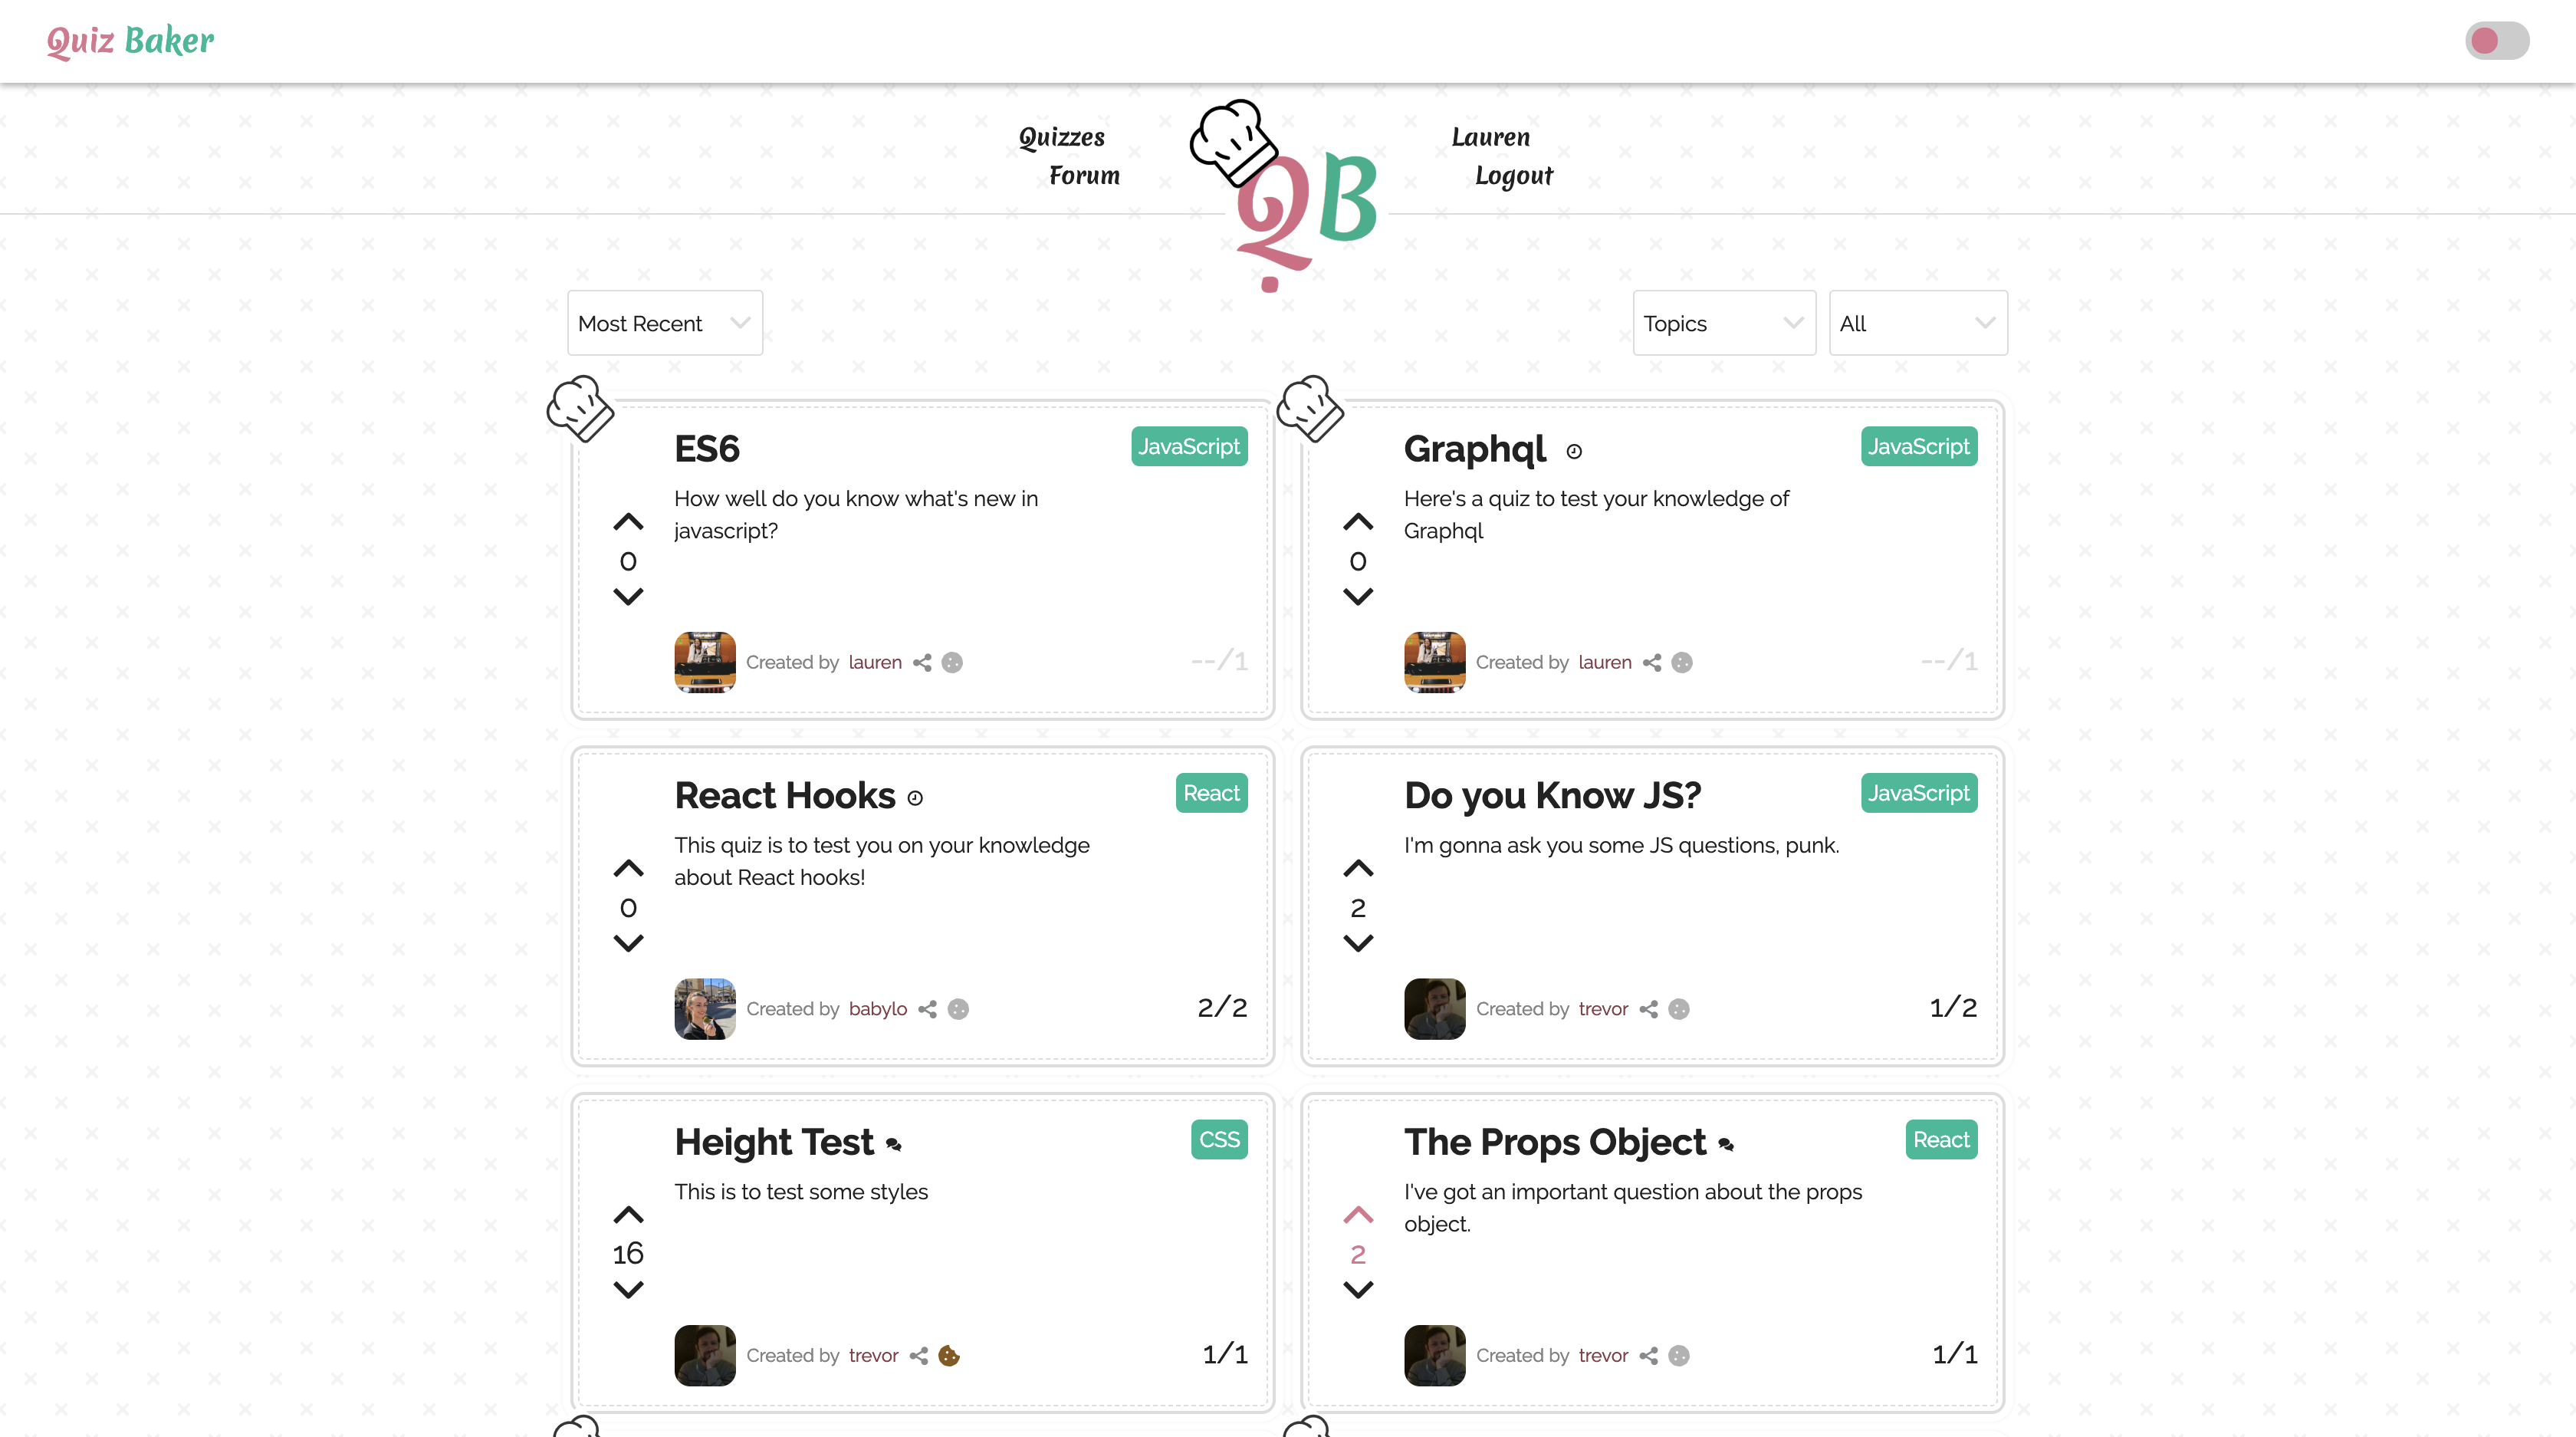 Quiz Baker
Quizzes
Forum
QB
Lauren
Logout
Most Recent
Topics
All
ES6
JavaScript
How well do you know what's new in
javascript?
0
Created by lauren
--/1
Graphql
JavaScript
Here's a quiz to test your knowledge of
Graphql
0
Created by lauren
--/1
React Hooks
React
This quiz is to test you on your knowledge
about React hooks!
0
Created by babylo
2/2
Do you Know JS?
JavaScript
I'm gonna ask you some JS questions, punk.
2
Created by trevor
1/2
Height Test
CSS
This is to test some styles
16
Created by trevor
1/1
The Props Object
React
I've got an important question about the props
object.
2
Created by trevor
1/1